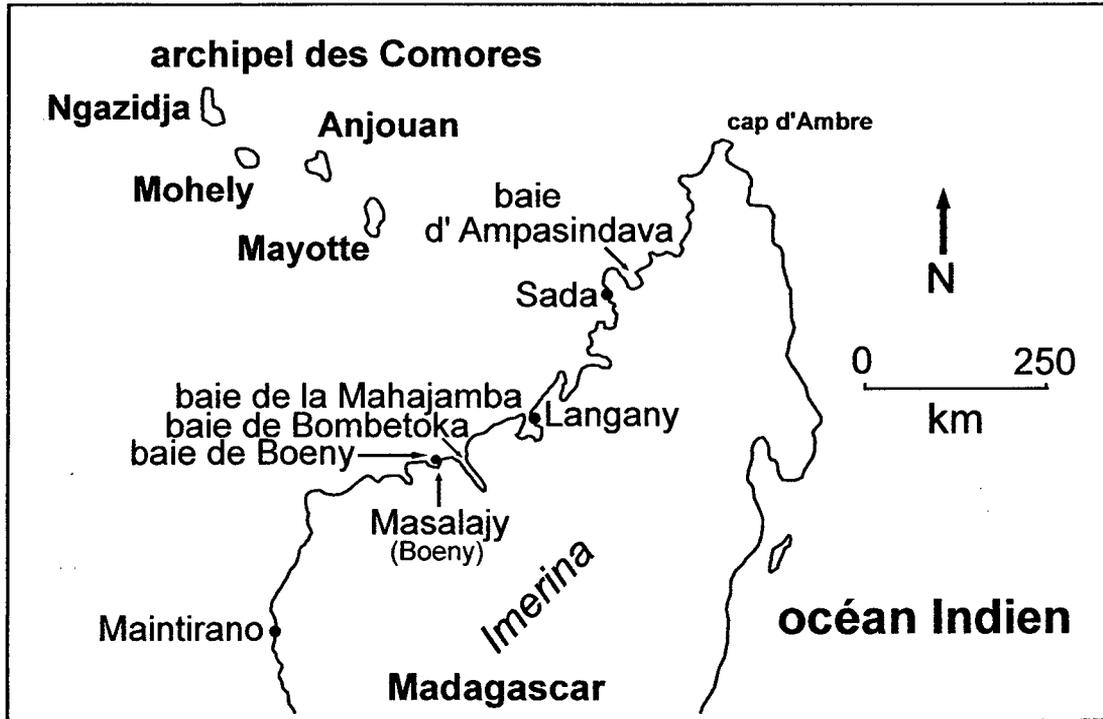 archipel des Comores
Ngazidja
Anjouan
cap d'Ambre
Mohely
baie
d' Ampasindava
Mayotte
N
Sada
0 250
km
baie de la Mahajamba
Langany
baie de Bombetoka
baie de Boeny
Masalajy
(Boeny)
Imerina
océan Indien
Maintirano
Madagascar